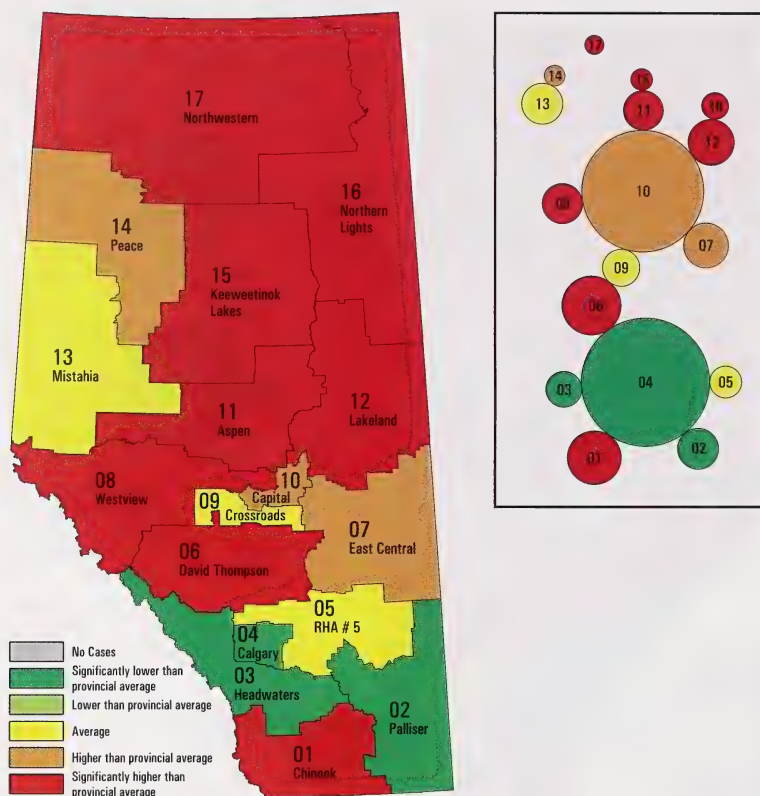 17
Northwestern
14
Peace
16
Northern
Lights
15
Keeweetinok
Lakes
13
Mistahia
11
Aspen
12
Lakeland
08
Westview
10
Capital
09
Crossroads
07
East Central
06
David Thompson
05
RHA # 5
04
Calgary
03
Headwaters
02
Palliser
01
Chinook
No Cases
Significantly lower than
provincial average
Lower than provincial average
Average
Higher than provincial average
Significantly higher than
provincial average
17
14
13
11
12
10
07
09
06
04
03
05
01
02